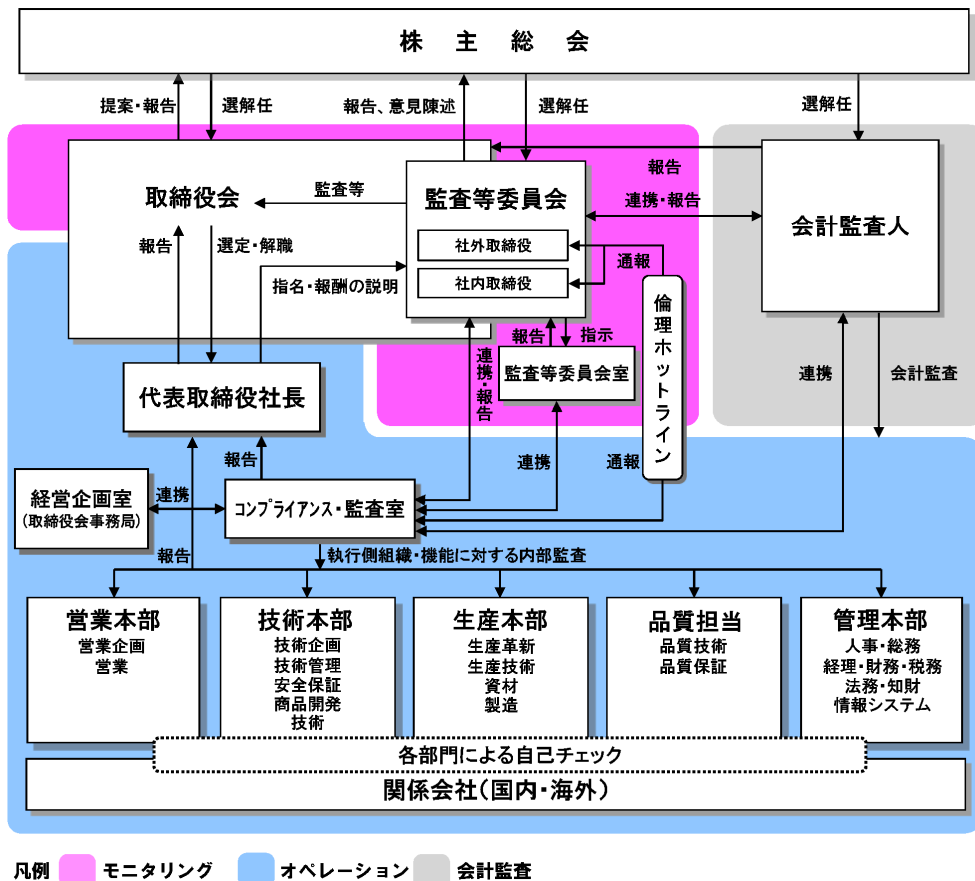 株主総会
提案・報告
選解任
報告、意見陳述
選解任
選解任
取締役会
監査等
監査等委員会
社外取締役
社内取締役
報告
連携・報告
会計監査人
報告
選定・解職
指名・報酬の説明
通報
倫理ホットライン
報告
指示
監査等委員会室
連携・報告
代表取締役社長
連携
会計監査
報告
連携
通報
経営企画室
(取締役会事務局)
連携
コンプライアンス・監査室
報告
執行側組織・機能に対する内部監査
営業本部
営業企画
営業
技術本部
技術企画
技術管理
安全保証
商品開発
技術
生産本部
生産革新
生産技術
資材
製造
品質担当
品質技術
品質保証
管理本部
人事・総務
経理・財務・税務
法務・知財
情報システム
各部門による自己チェック
関係会社(国内・海外)
凡例 モニタリング オペレーション 会計監査